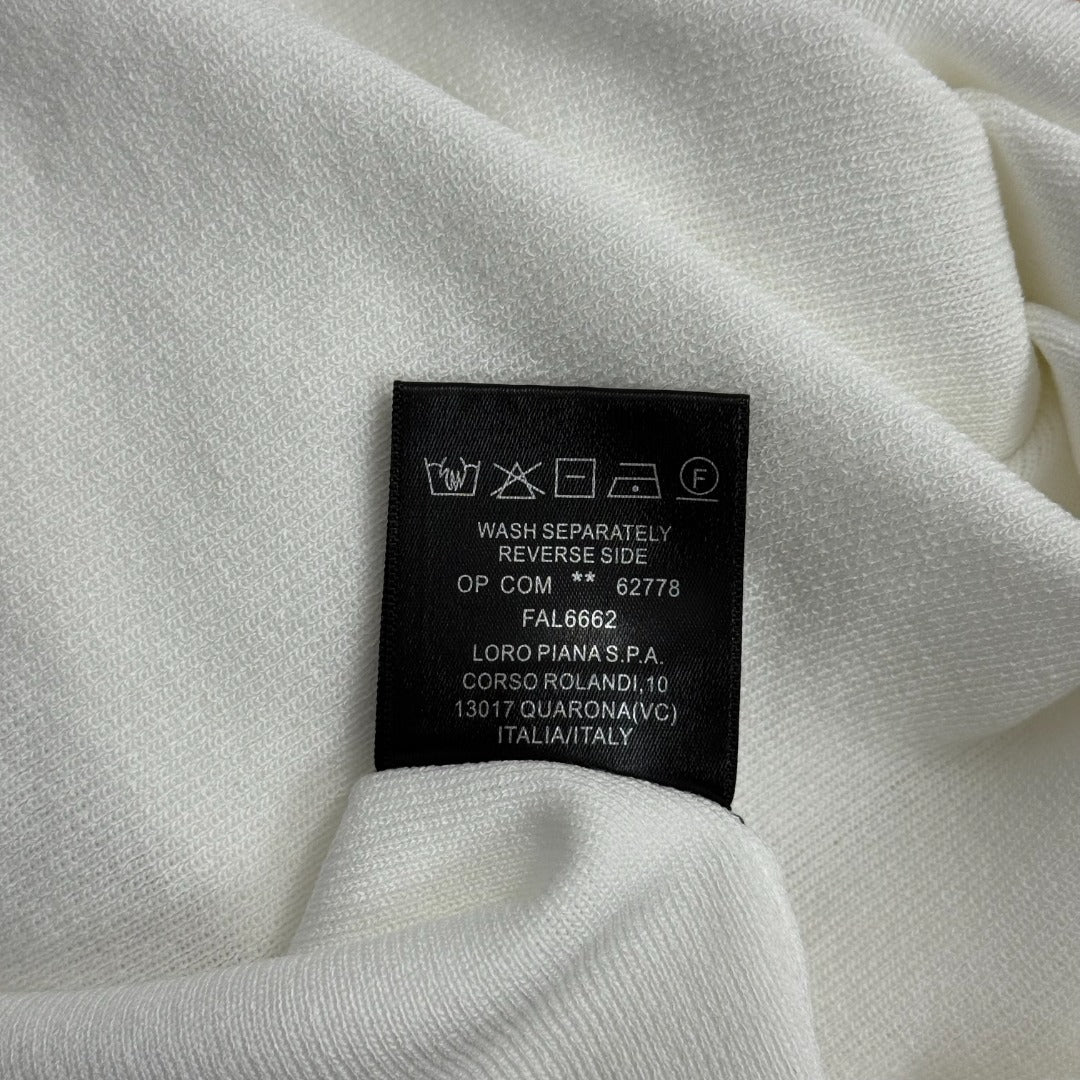 F
WASH SEPARATELY
REVERSE SIDE
OP COM ** 62778
FAL6662
LORO PIANA S.P.A.
CORSO ROLANDI,10
13017 QUARONA(VC)
ITALIA/ITALY